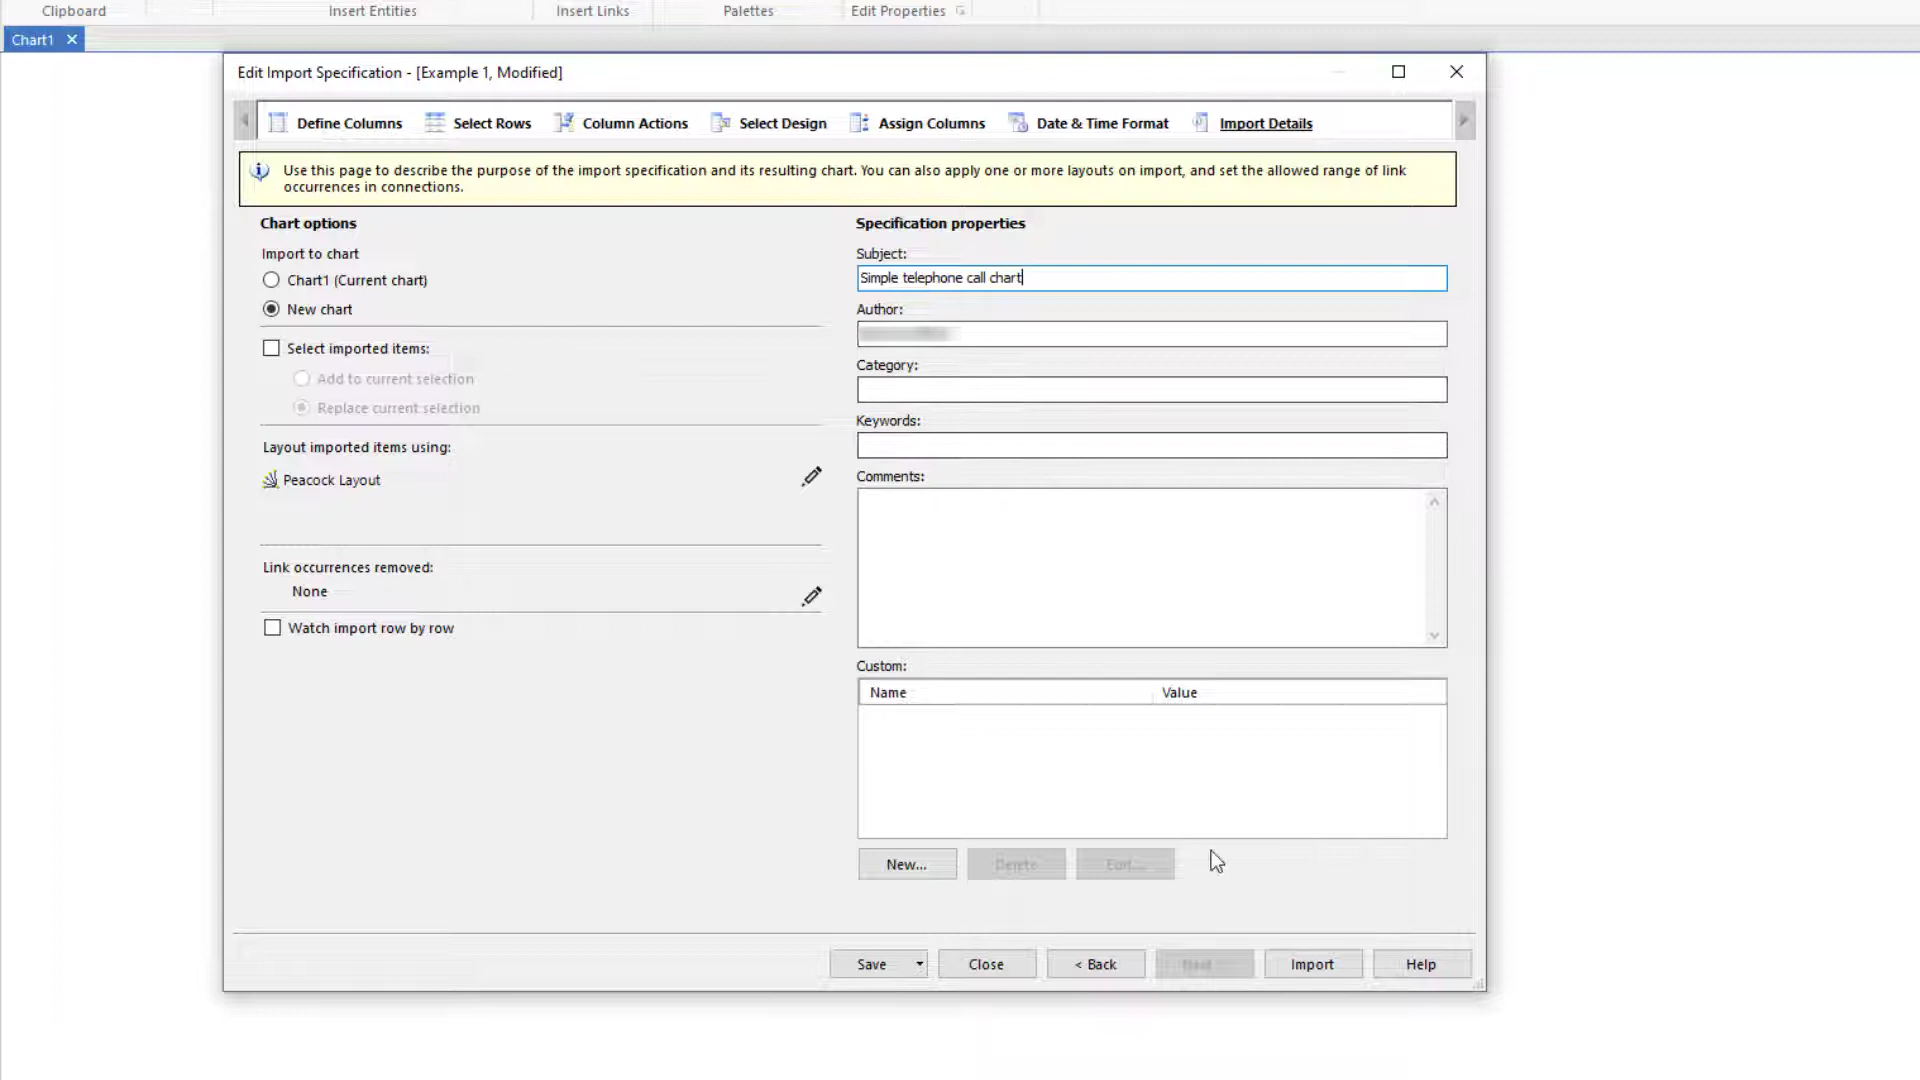 Clipboard
Insert Entities
Insert Links
Palettes
Edit Properties
Chart1
Edit Import Specification - [Example 1, Modified]
Define Columns
Select Rows
Column Actions
Select Design
Assign Columns
Date & Time Format
Import Details
Use this page to describe the purpose of the import specification and its resulting chart. You can also apply one or more layouts on import, and set the allowed range of link
occurrences in connections.
Chart options
Import to chart
Chart1 (Current chart)
New chart
Select imported items:
Add to current selection
Replace current selection
Layout imported items using:
Peacock Layout
Link occurrences removed:
None
Watch import row by row
Specification properties
Subject:
Simple telephone call chart
Author:
Category:
Keywords:
Comments:
Custom:
Name
Value
New...
Delete
Edit...
Save
Close
< Back
Import
Help